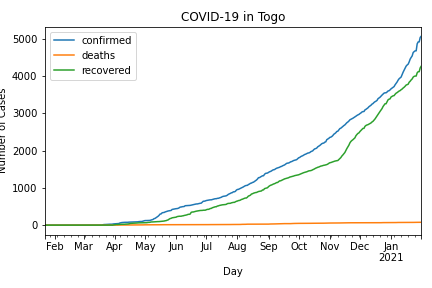 COVID-19 in Togo
confirmed
deaths
recovered
Number of Cases
5000
4000
3000
2000
1000
0
Feb Mar Apr May Jun Jul Aug Sep Oct Nov Dec Jan
2021
Day